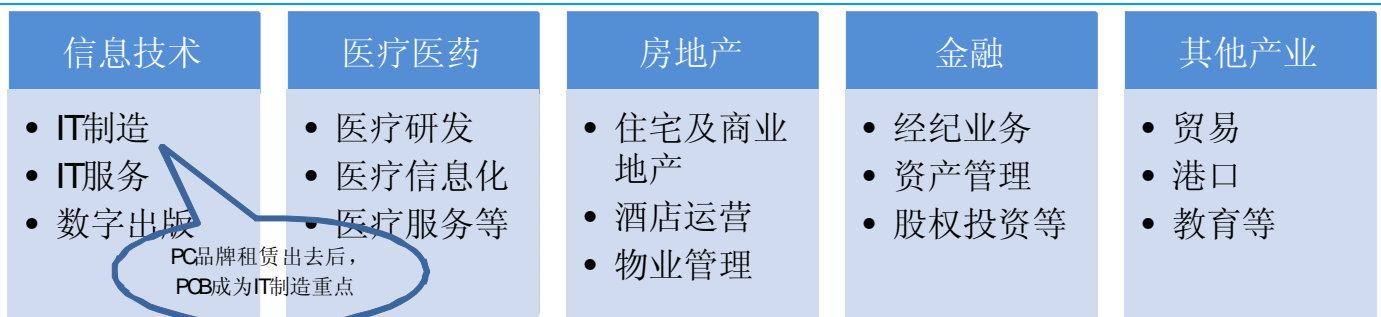 信息技术
• IT制造
• IT服务
• 数字出版
PC品牌租赁出去后，
PCB成为IT制造重点
医疗医药
• 医疗研发
• 医疗信息化
• 医疗服务等
房地产
• 住宅及商业
地产
• 酒店运营
• 物业管理
金融
• 经纪业务
• 资产管理
• 股权投资等
其他产业
• 贸易
• 港口
• 教育等